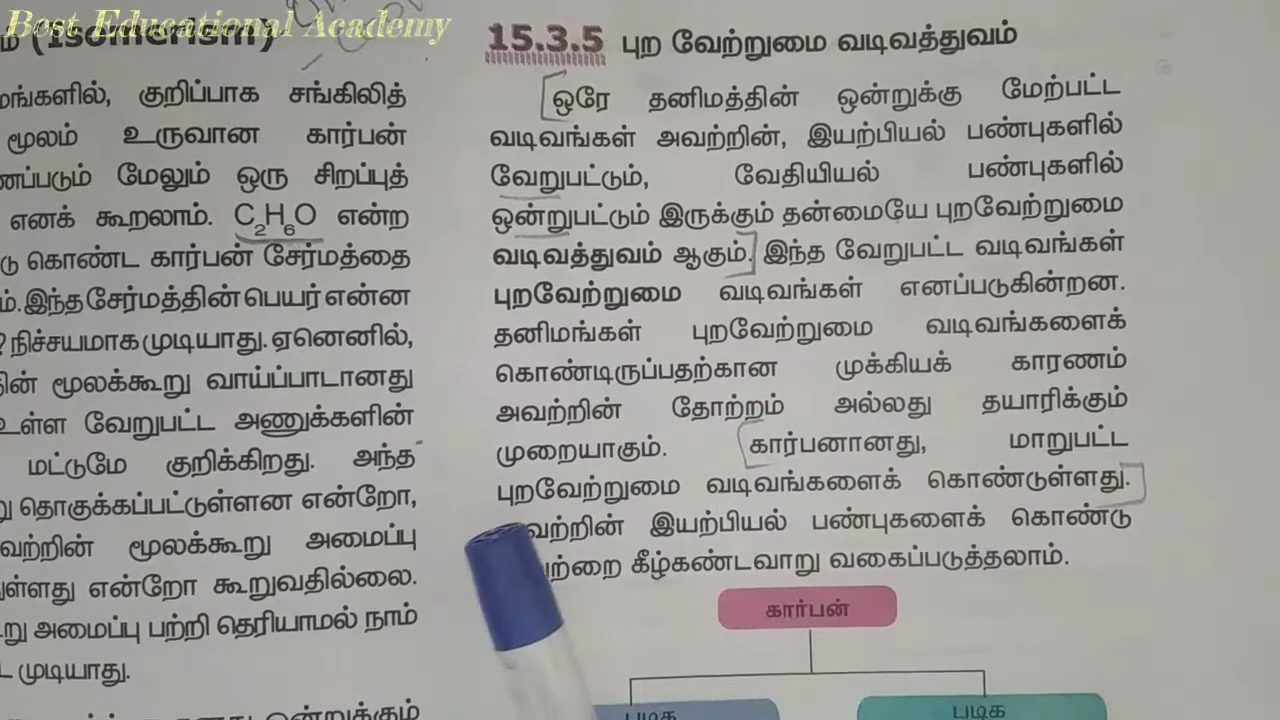 Best Educational Academy
(Isomerism)
மங்களில், குறிப்பாக சங்கிலித்
மூலம் உருவான கார்பன்
மேலும் ஒரு சிறப்புத்
எனக் கூறலாம். C₂H₆O என்ற
கொண்ட கார்பன் சேர்மத்தை
இந்த சேர்மத்தின் பெயர் என்ன
? நிச்சயமாக முடியாது. ஏனெனில்,
தின் மூலக்கூறு வாய்ப்பாடானது
உள்ள வேறுபட்ட அணுக்களின்
மட்டுமே குறிக்கிறது. அந்த
தொகுக்கப்பட்டுள்ளன என்றோ,
மூலக்கூறு அமைப்பு
என்றோ கூறுவதில்லை.
அமைப்பு பற்றி தெரியாமல் நாம்
முடியாது.
ஒன்றுக்கும்
15.3.5 புற வேற்றுமை வடிவத்துவம்
ஒரே தனிமத்தின் ஒன்றுக்கு மேற்பட்ட
வடிவங்கள் அவற்றின், இயற்பியல் பண்புகளில்
வேறுபட்டும், வேதியியல் பண்புகளில்
ஒன்றுபட்டும் இருக்கும் தன்மையே புறவேற்றுமை
வடிவத்துவம் ஆகும். இந்த வேறுபட்ட வடிவங்கள்
புறவேற்றுமை வடிவங்கள் எனப்படுகின்றன.
தனிமங்கள் புறவேற்றுமை வடிவங்களைக்
கொண்டிருப்பதற்கான முக்கியக் காரணம்
அவற்றின் தோற்றம் அல்லது தயாரிக்கும்
முறையாகும். கார்பனானது, மாறுபட்ட
புறவேற்றுமை வடிவங்களைக் கொண்டுள்ளது.
வற்றின் இயற்பியல் பண்புகளைக் கொண்டு
ற்றை கீழ்கண்டவாறு வகைப்படுத்தலாம்.
கார்பன்
படிக
படிக